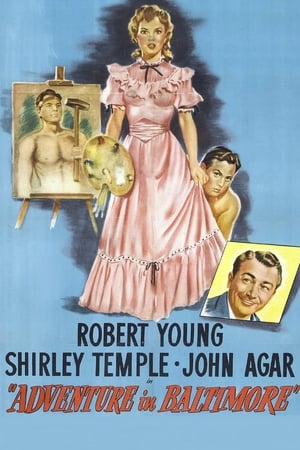 ROBERT YOUNG
SHIRLEY TEMPLE · JOHN AGAR
in
"ADVENTURE in BALTIMORE"